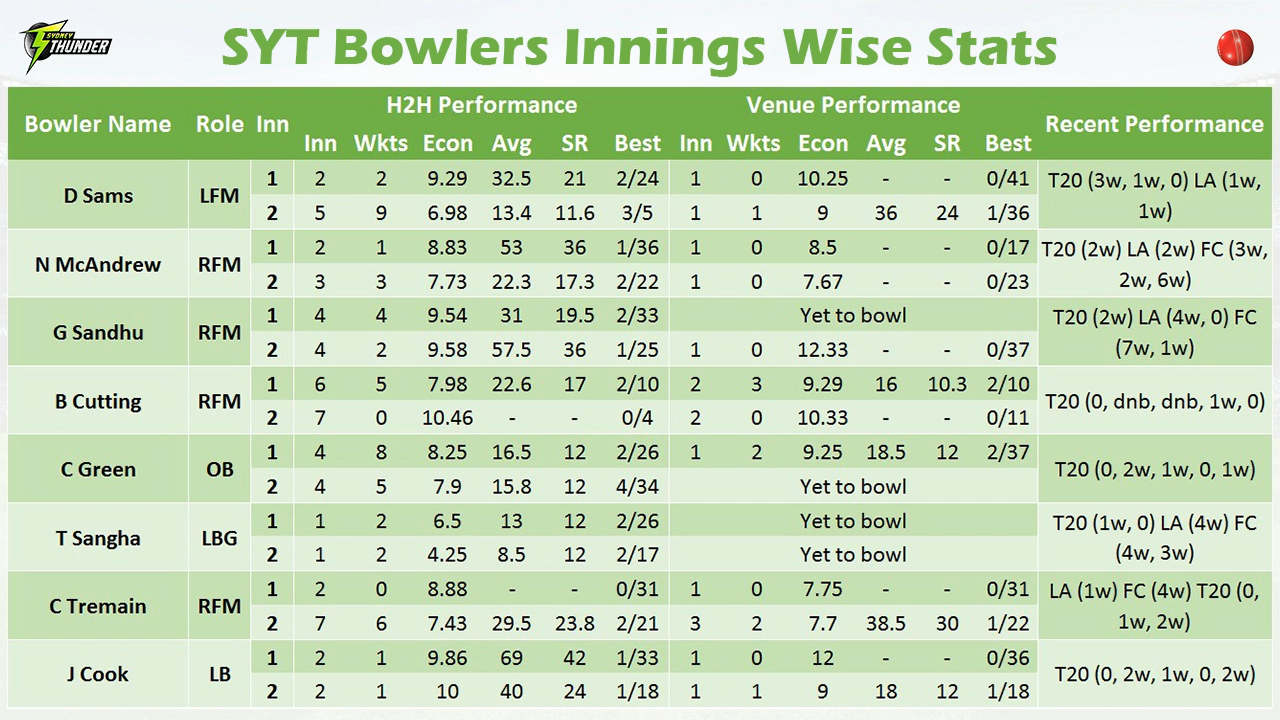 SYDNEY
THUNDER
SYT Bowlers Innings Wise Stats
Bowler Name Role Inn H2H Performance Venue Performance Recent Performance
Inn Wkts Econ Avg SR Best Inn Wkts Econ Avg SR Best
D Sams LFM 1 2 2 9.29 32.5 21 2/24 1 0 10.25 - - 0/41 T20 (3w, 1w, 0) LA (1w,
2 5 9 6.98 13.4 11.6 3/5 1 1 9 36 24 1/36 1w)
N McAndrew RFM 1 2 1 8.83 53 36 1/36 1 0 8.5 - - 0/17 T20 (2w) LA (2w) FC (3w,
2 3 3 7.73 22.3 17.3 2/22 1 0 7.67 - - 0/23 2w, 6w)
G Sandhu RFM 1 4 4 9.54 31 19.5 2/33 Yet to bowl T20 (2w) LA (4w, 0) FC
2 4 2 9.58 57.5 36 1/25 1 0 12.33 - - 0/37 (7w, 1w)
B Cutting RFM 1 6 5 7.98 22.6 17 2/10 2 3 9.29 16 10.3 2/10 T20 (0, dnb, dnb, 1w, 0)
2 7 0 10.46 - - 0/4 2 0 10.33 - - 0/11
C Green OB 1 4 8 8.25 16.5 12 2/26 1 2 9.25 18.5 12 2/37 T20 (0, 2w, 1w, 0, 1w)
2 4 5 7.9 15.8 12 4/34 Yet to bowl
T Sangha LBG 1 1 2 6.5 13 12 2/26 Yet to bowl T20 (1w, 0) LA (4w) FC
2 1 2 4.25 8.5 12 2/17 Yet to bowl (4w, 3w)
C Tremain RFM 1 2 0 8.88 - - 0/31 1 0 7.75 - - 0/31 LA (1w) FC (4w) T20 (0,
2 7 6 7.43 29.5 23.8 2/21 3 2 7.7 38.5 30 1/22 1w, 2w)
J Cook LB 1 2 1 9.86 69 42 1/33 1 0 12 - - 0/36 T20 (0, 2w, 1w, 0, 2w)
2 2 1 10 40 24 1/18 1 1 9 18 12 1/18